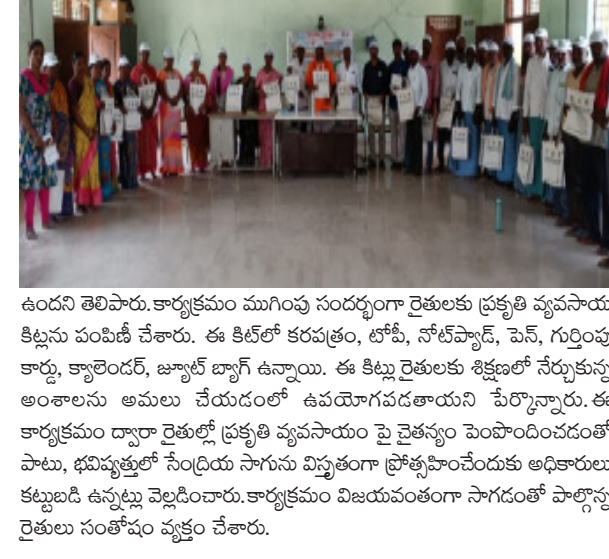 ఉందని తెలిపారు.కార్యక్రమం ముగింపు సందర్భంగా రైతులకు ప్రకృతి వ్యవసాయ
కిట్లను పంపిణీ చేశారు. ఈ కిట్‌లో కరపత్రం, టోపీ, నోట్‌ప్యాడ్, పెన్, గుర్తింపు
కార్డు, క్యాలెండర్, జ్యూట్ బ్యాగ్ ఉన్నాయి. ఈ కిట్లు రైతులకు శిక్షణలో నేర్చుకున్న
అంశాలను అమలు చేయడంలో ఉపయోగపడతాయని పేర్కొన్నారు.ఈ
కార్యక్రమం ద్వారా రైతుల్లో ప్రకృతి వ్యవసాయం పై చైతన్యం పెంపొందించడంతో
పాటు, భవిష్యత్తులో సేంద్రియ సాగును విస్తృతంగా ప్రోత్సహించేందుకు అధికారులు
కట్టుబడి ఉన్నట్లు వెల్లడించారు.కార్యక్రమం విజయవంతంగా సాగడంతో పాల్గొన్న
రైతులు సంతోషం వ్యక్తం చేశారు.